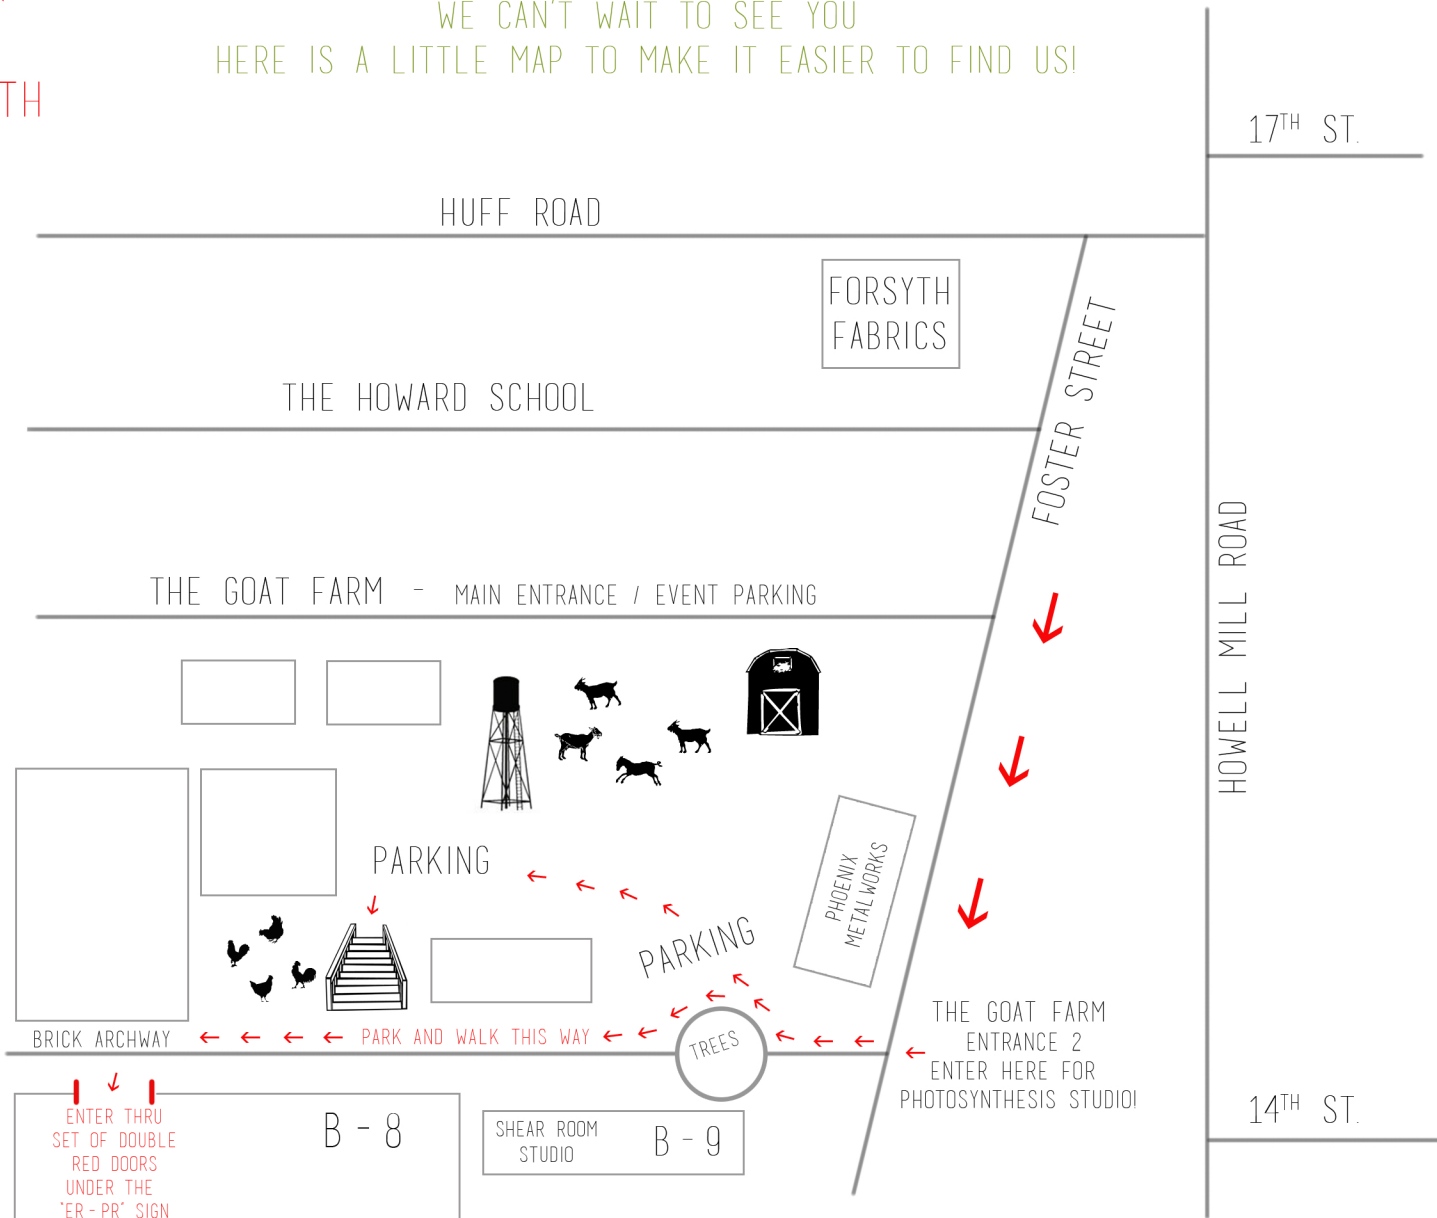 WE CAN'T WAIT TO SEE YOU
HERE IS A LITTLE MAP TO MAKE IT EASIER TO FIND US!
TH
17TH ST.
HUFF ROAD
FORSYTH
FABRICS
FOSTER STREET
THE HOWARD SCHOOL
HOWELL MILL ROAD
THE GOAT FARM - MAIN ENTRANCE / EVENT PARKING
PARKING
PHOENIX
METALWORKS
PARKING
THE GOAT FARM
ENTRANCE 2
ENTER HERE FOR
PHOTOSYNTHESIS STUDIO!
BRICK ARCHWAY
PARK AND WALK THIS WAY
TREES
14TH ST.
ENTER THRU
SET OF DOUBLE
RED DOORS
UNDER THE
"ER-PR" SIGN
B-8
SHEAR ROOM
STUDIO
B-9